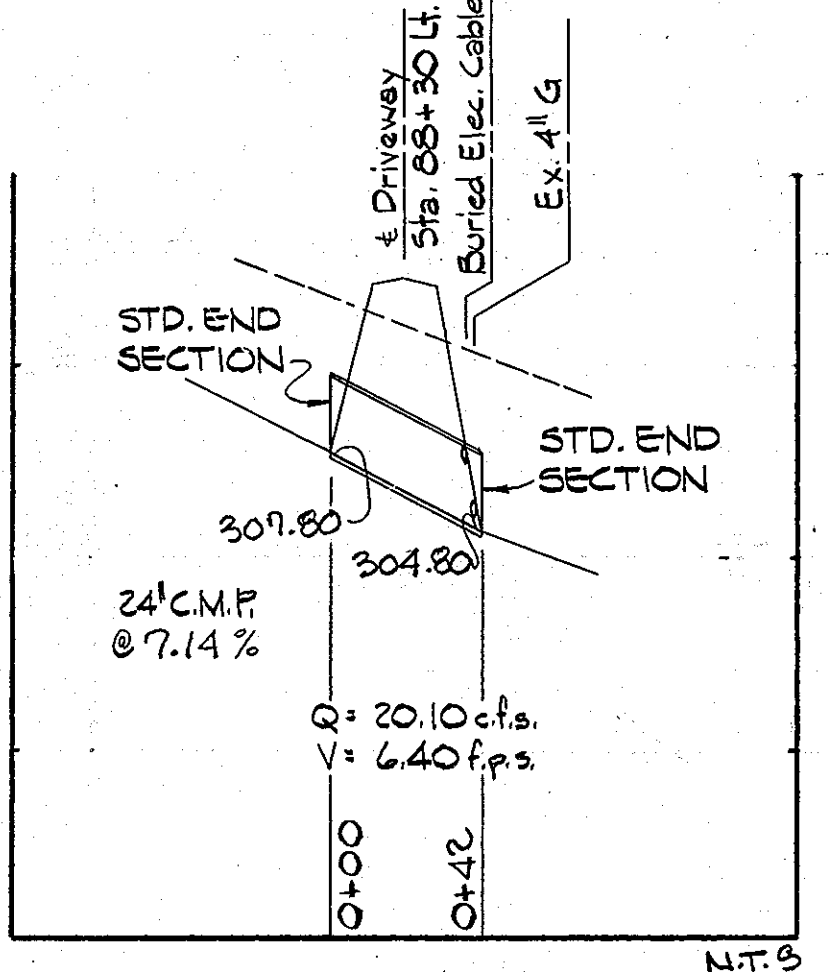 ℄ Driveway
Sta. 88+30 Lt.
Buried Elec. Cable
Ex. 4" G
STD. END
SECTION
STD. END
SECTION
307.80
304.80
24" C.M.P.
@ 7.14 %
Q = 20.10 c.f.s.
V = 6.40 f.p.s.
0+00
0+42
N.T.S